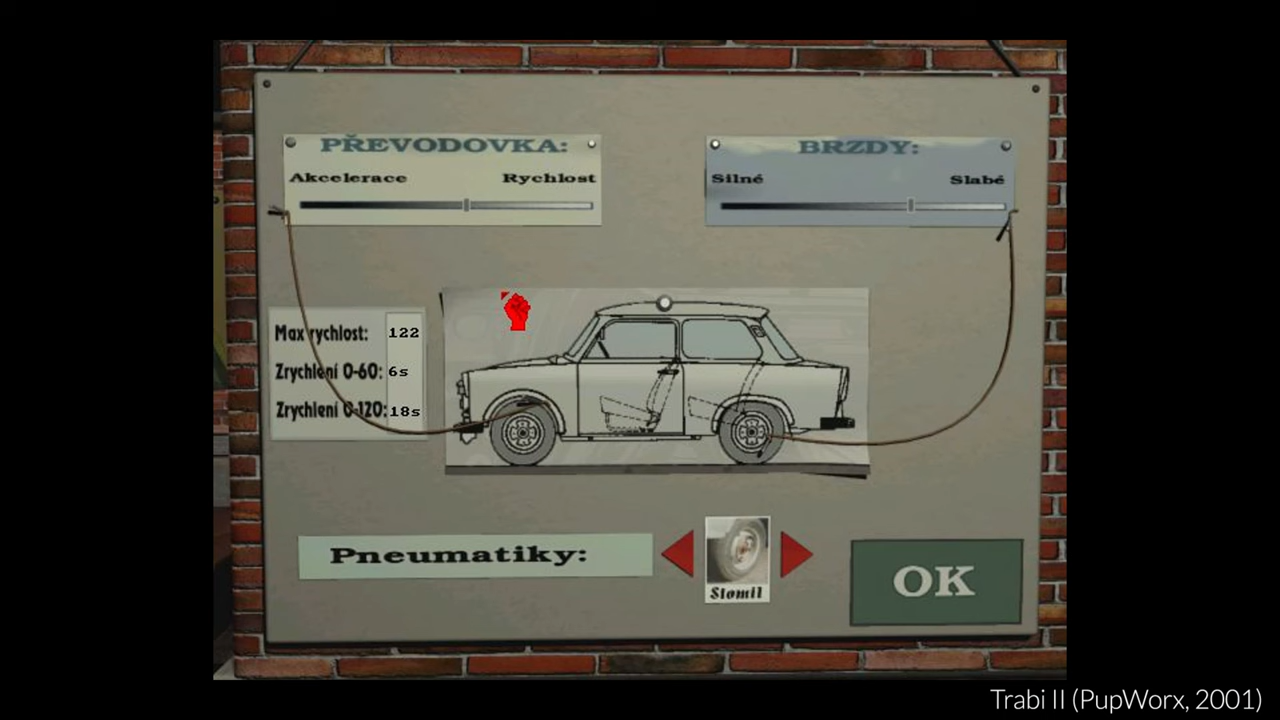 PŘEVODOVKA:
Akcelerace Rychlost
BRZDY:
Silné Slabé
Max rychlost: 122
Zrychlení 0-60: 6s
Zrychlení 0-120: 18s
Pneumatiky:
Stomil
OK
Trabi II (PupWorx, 2001)